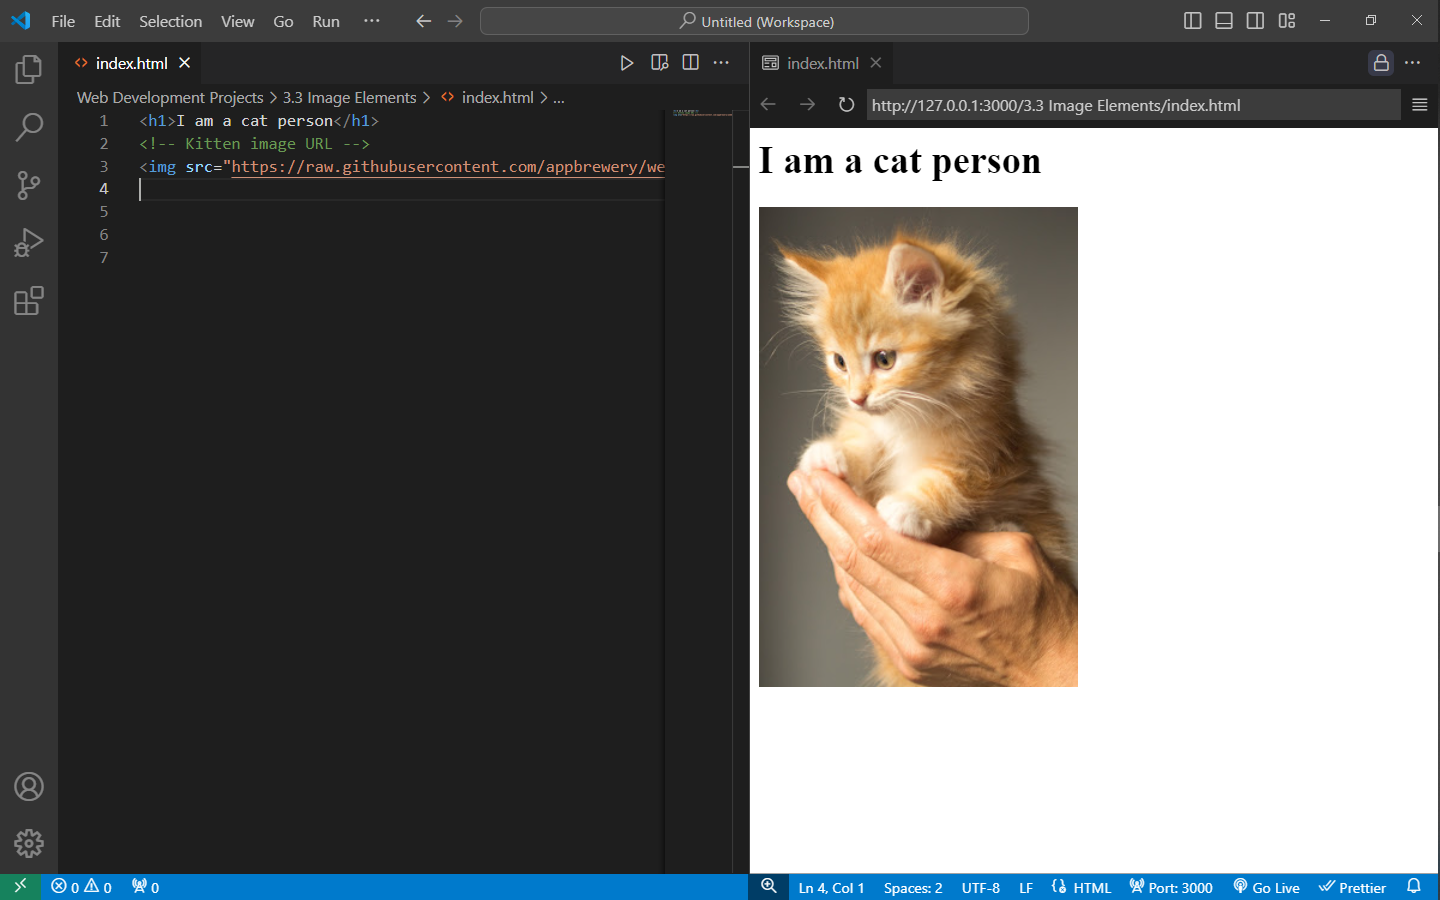 File Edit Selection View Go Run ··· Untitled (Workspace)
index.html
Web Development Projects > 3.3 Image Elements > index.html > ...
1 <h1>I am a cat person</h1>
2 <!-- Kitten image URL -->
3 <img src="https://raw.githubusercontent.com/appbrewery/we
4
5
6
7
index.html
http://127.0.0.1:3000/3.3 Image Elements/index.html
I am a cat person
0 0 0 Ln 4, Col 1 Spaces: 2 UTF-8 LF HTML Port: 3000 Go Live Prettier